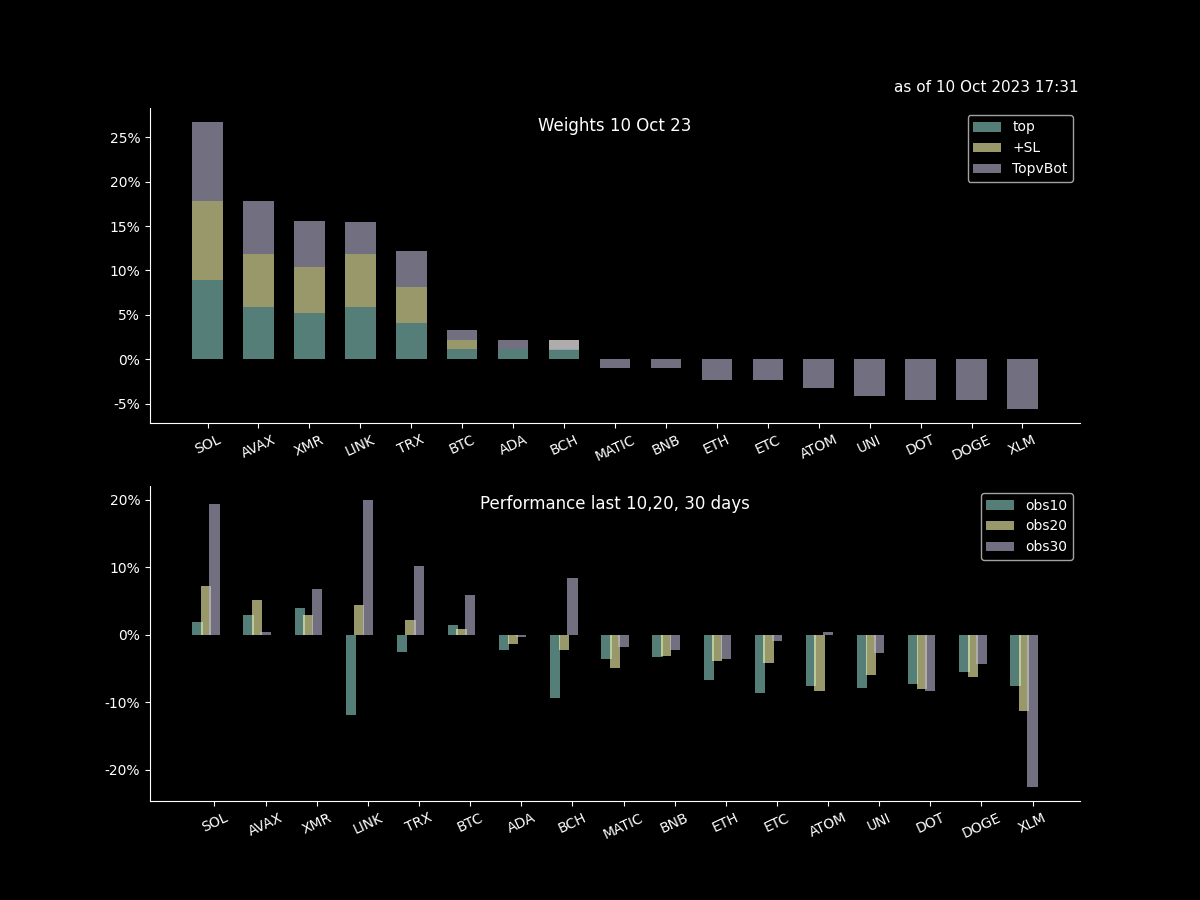 as of 10 Oct 2023 17:31
Weights 10 Oct 23
top
+SL
TopvBot
25%
20%
15%
10%
5%
0%
-5%
SOL AVAX XMR LINK TRX BTC ADA BCH MATIC BNB ETH ETC ATOM UNI DOT DOGE XLM
Performance last 10,20, 30 days
obs10
obs20
obs30
20%
10%
0%
-10%
-20%
SOL AVAX XMR LINK TRX BTC ADA BCH MATIC BNB ETH ETC ATOM UNI DOT DOGE XLM